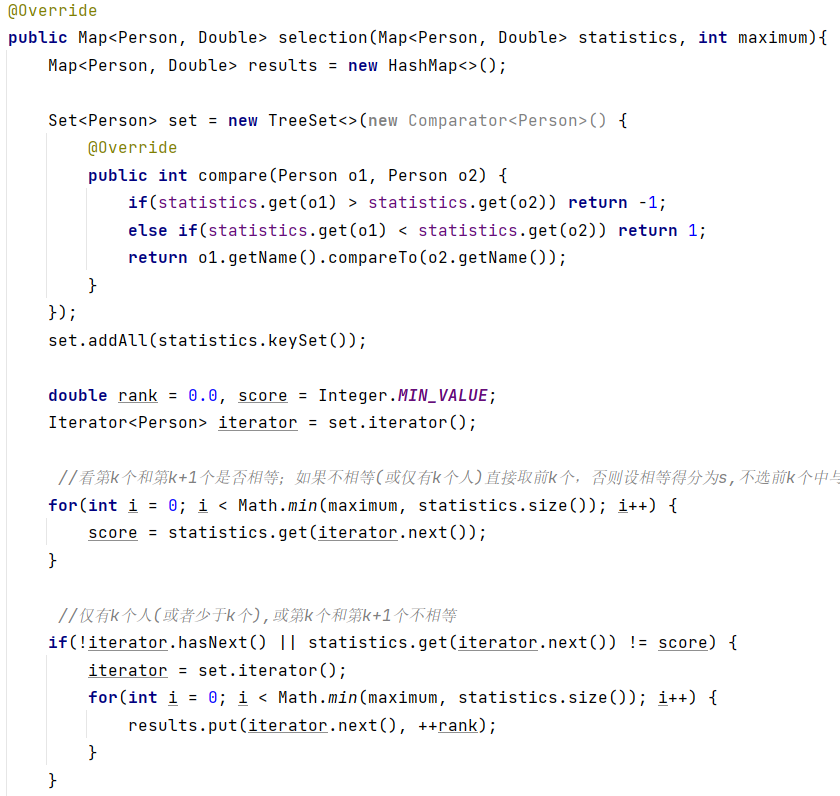 @Override
public Map<Person, Double> selection(Map<Person, Double> statistics, int maximum){
    Map<Person, Double> results = new HashMap<>();

    Set<Person> set = new TreeSet<>(new Comparator<Person>() {
        @Override
        public int compare(Person o1, Person o2) {
            if(statistics.get(o1) > statistics.get(o2)) return -1;
            else if(statistics.get(o1) < statistics.get(o2)) return 1;
            return o1.getName().compareTo(o2.getName());
        }
    });
    set.addAll(statistics.keySet());

    double rank = 0.0, score = Integer.MIN_VALUE;
    Iterator<Person> iterator = set.iterator();

     //看第k个和第k+1个是否相等；如果不相等(或仅有k个人)直接取前k个，否则设相等得分为s,不选前k个中与
    for(int i = 0; i < Math.min(maximum, statistics.size()); i++) {
        score = statistics.get(iterator.next());
    }

     //仅有k个人(或者少于k个),或第k个和第k+1个不相等
    if(!iterator.hasNext() || statistics.get(iterator.next()) != score) {
        iterator = set.iterator();
        for(int i = 0; i < Math.min(maximum, statistics.size()); i++) {
            results.put(iterator.next(), ++rank);
        }
    }